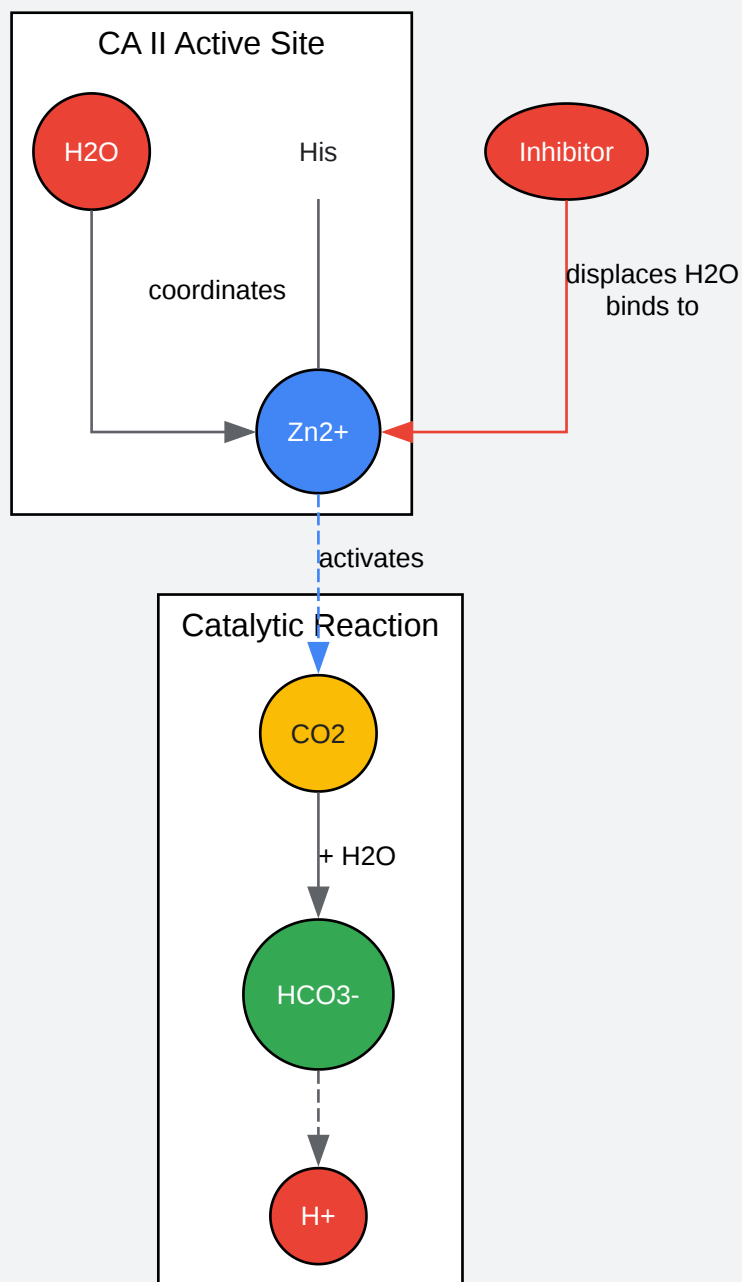 CA II Active Site
H2O
His
Inhibitor
coordinates
displaces H2O
binds to
Zn2+
activates
Catalytic Reaction
CO2
+ H2O
HCO3-
H+